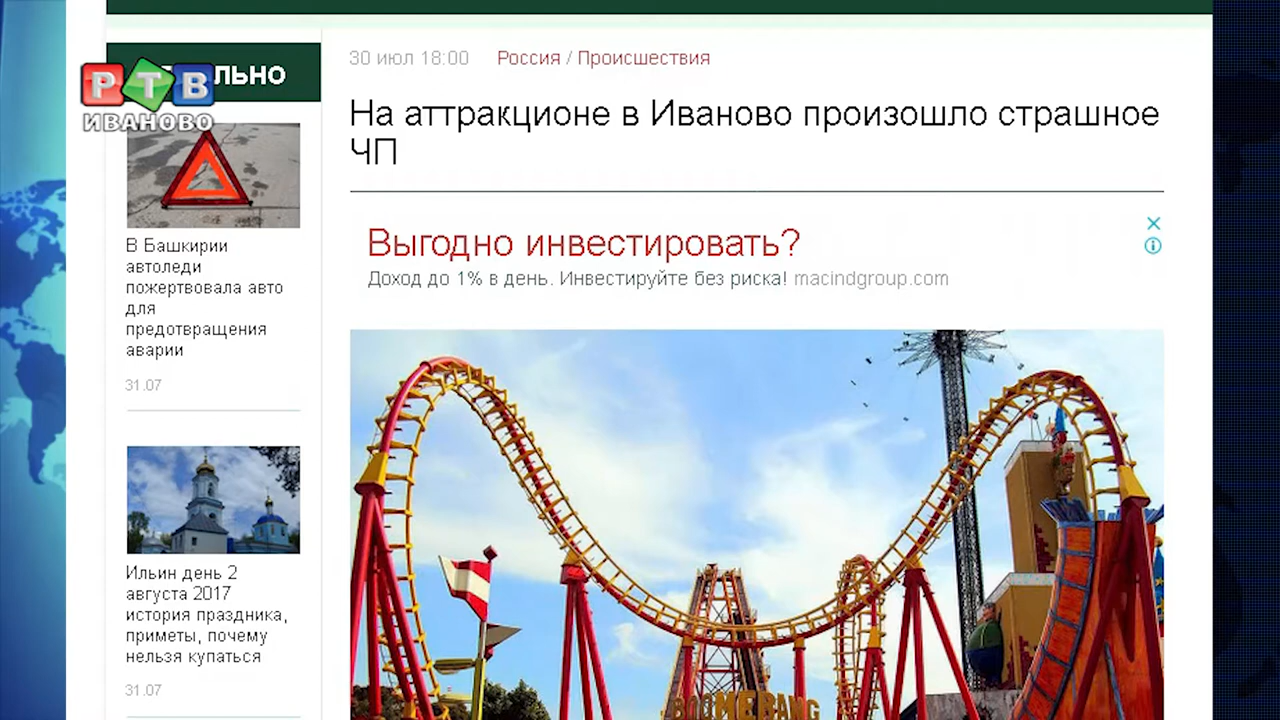 РТВ
ИВАНОВО
ЛЬНО
В Башкирии
автоледи
пожертвовала авто
для
предотвращения
аварии
31.07
Ильин день 2
августа 2017
история праздника,
приметы, почему
нельзя купаться
31.07
30 июл 18:00 Россия / Происшествия
На аттракционе в Иваново произошло страшное
ЧП
Выгодно инвестировать?
Доход до 1% в день. Инвестируйте без риска! macindgroup.com
BOOMERANG